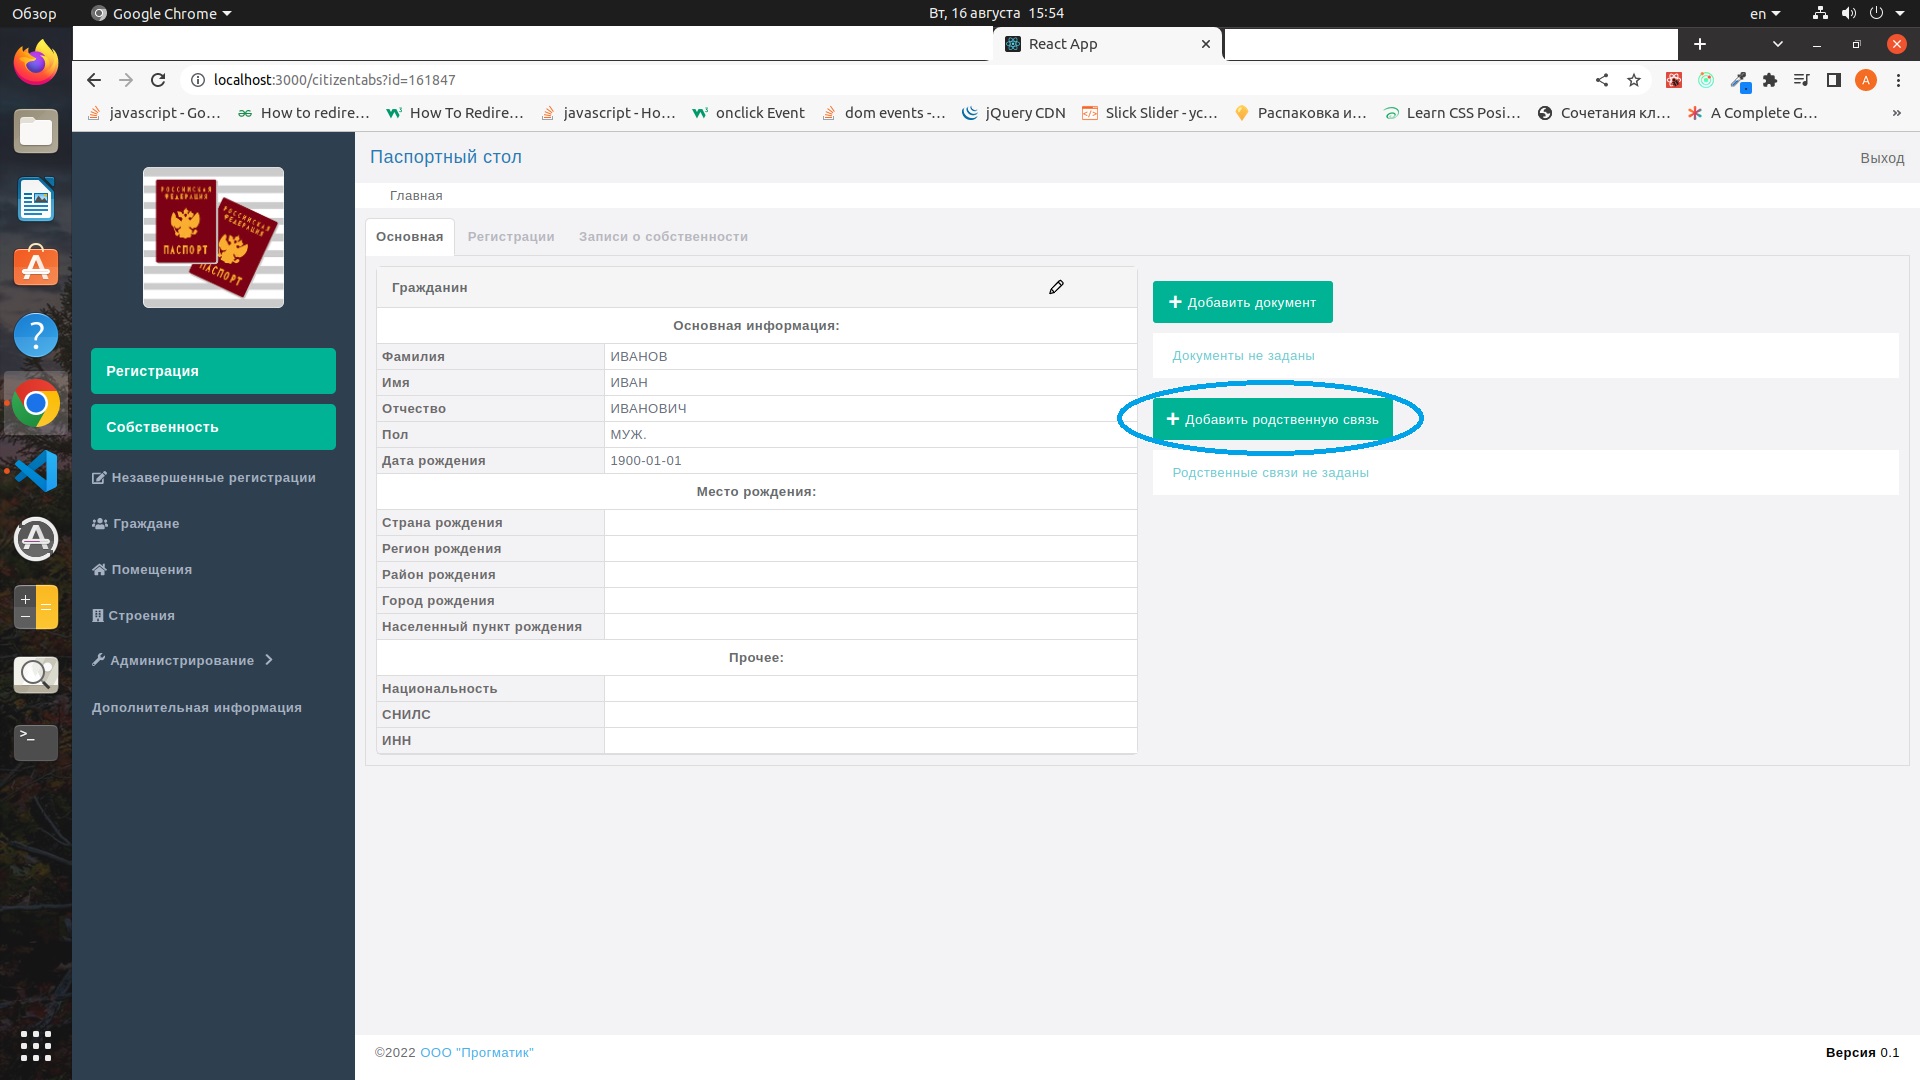 Обзор Google Chrome Вт, 16 августа 15:54 en
React App
localhost:3000/citizentabs?id=161847 A
javascript - Go... How to redire... How To Redire... javascript - Ho... onclick Event dom events -... jQuery CDN Slick Slider - ус... Распаковка и... Learn CSS Posi... Сочетания кл... A Complete G... »
РОССИЙСКАЯ ФЕДЕРАЦИЯ
ПАСПОРТ
РОССИЙСКАЯ ФЕДЕРАЦИЯ
ПАСПОРТ
Регистрация
Собственность
Незавершенные регистрации
Граждане
Помещения
Строения
Администрирование
Дополнительная информация
Паспортный стол Выход
Главная
Основная Регистрации Записи о собственности
Гражданин
Основная информация:
Фамилия ИВАНОВ
Имя ИВАН
Отчество ИВАНОВИЧ
Пол МУЖ.
Дата рождения 1900-01-01
Место рождения:
Страна рождения
Регион рождения
Район рождения
Город рождения
Населенный пункт рождения
Прочее:
Национальность
СНИЛС
ИНН
+ Добавить документ
Документы не заданы
+ Добавить родственную связь
Родственные связи не заданы
©2022 ООО "Прогматик" Версия 0.1